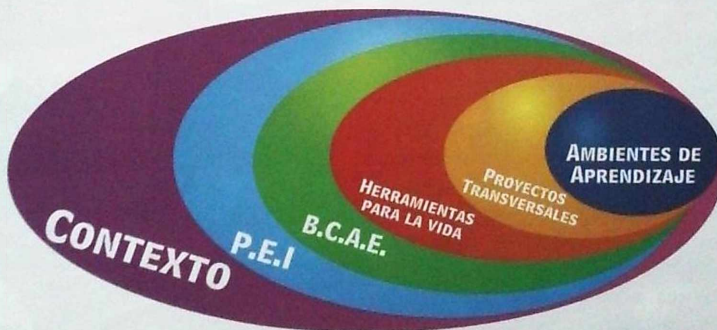 CONTEXTO
P.E.I
B.C.A.E.
HERRAMIENTAS
PARA LA VIDA
PROYECTOS
TRANSVERSALES
AMBIENTES DE
APRENDIZAJE